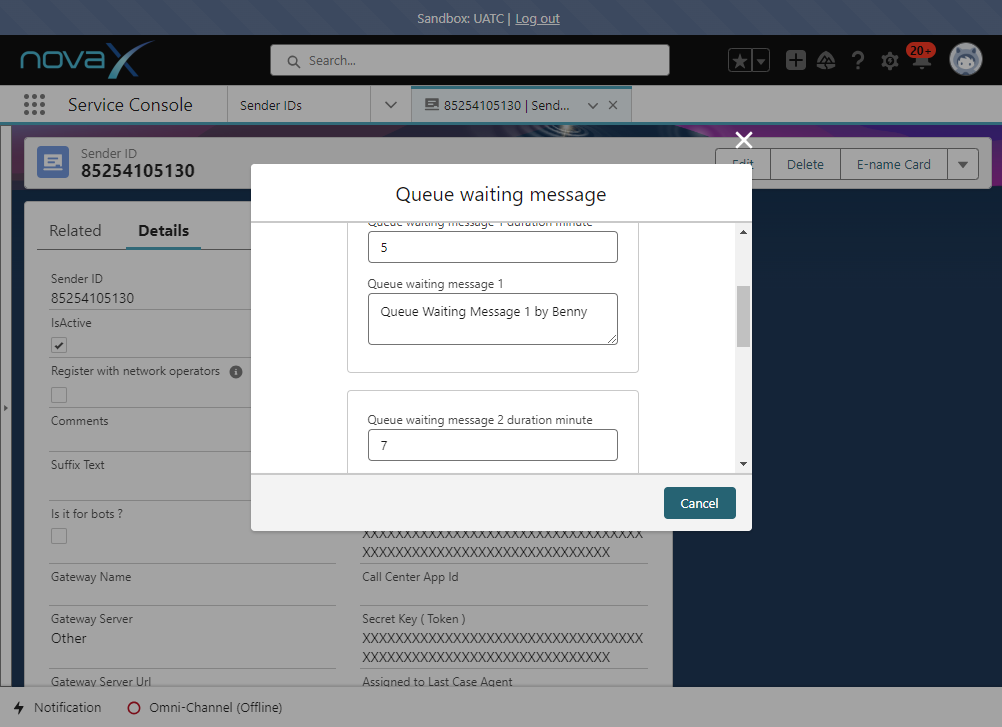 Sandbox: UATC | Log out
novaX
Search...
20+
Service Console
Sender IDs
85254105130 | Send...
Sender ID
85254105130
Edit
Delete
E-name Card
Queue waiting message
Related
Details
Queue waiting message 1 duration minute
5
Queue waiting message 1
Queue Waiting Message 1 by Benny
Queue waiting message 2 duration minute
7
Cancel
Sender ID
85254105130
IsActive
Register with network operators
Comments
Suffix Text
Is it for bots ?
XXXXXXXXXXXXXXXXXXXXXXXXXXXXXXXXXX
XXXXXXXXXXXXXXXXXXXXXXXXXXXXXX
Gateway Name
Call Center App Id
Gateway Server
Other
Secret Key ( Token )
XXXXXXXXXXXXXXXXXXXXXXXXXXXXXXXXXX
XXXXXXXXXXXXXXXXXXXXXXXXXXXXXX
Gateway Server Url
Assigned to Last Case Agent
Notification
Omni-Channel (Offline)